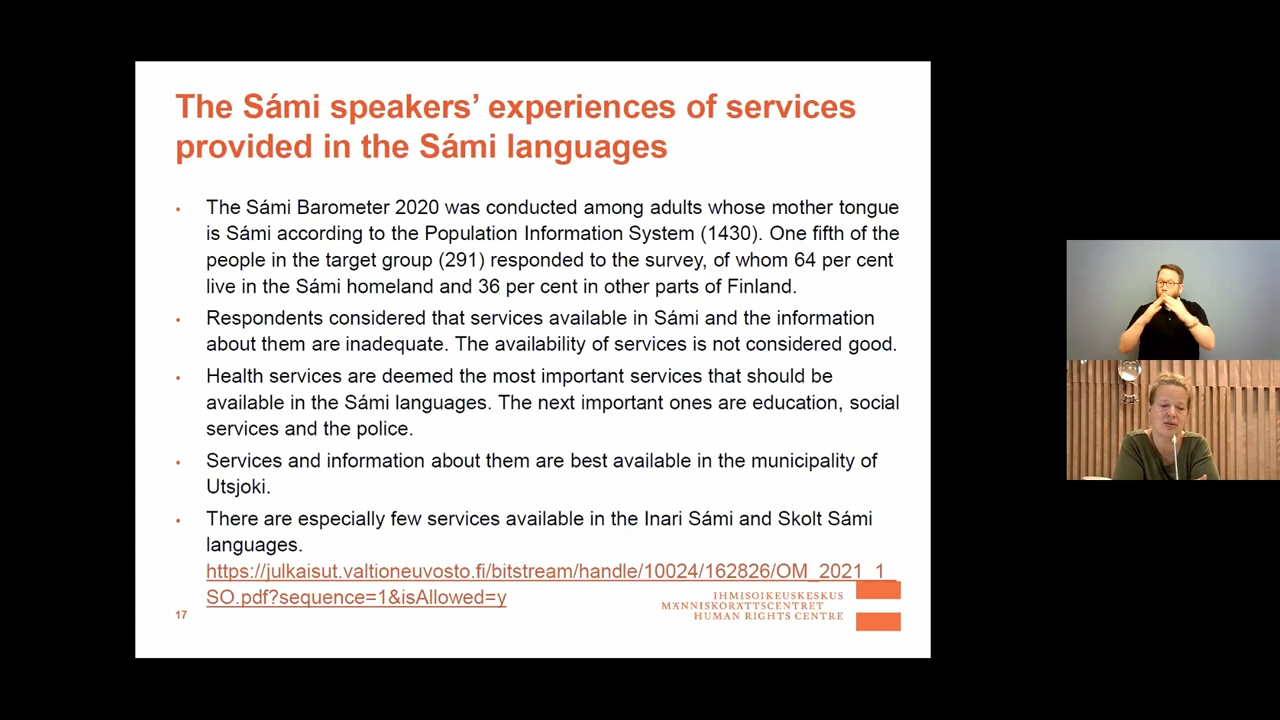 The Sámi speakers’ experiences of services
provided in the Sámi languages
• The Sámi Barometer 2020 was conducted among adults whose mother tongue
is Sámi according to the Population Information System (1430). One fifth of the
people in the target group (291) responded to the survey, of whom 64 per cent
live in the Sámi homeland and 36 per cent in other parts of Finland.
• Respondents considered that services available in Sámi and the information
about them are inadequate. The availability of services is not considered good.
• Health services are deemed the most important services that should be
available in the Sámi languages. The next important ones are education, social
services and the police.
• Services and information about them are best available in the municipality of
Utsjoki.
• There are especially few services available in the Inari Sámi and Skolt Sámi
languages.
https://julkaisut.valtioneuvosto.fi/bitstream/handle/10024/162826/OM_2021_1_
SO.pdf?sequence=1&isAllowed=y
17
IHMISOIKEUSKESKUS
MÄNNISKORÄTTSCENTRET
HUMAN RIGHTS CENTRE